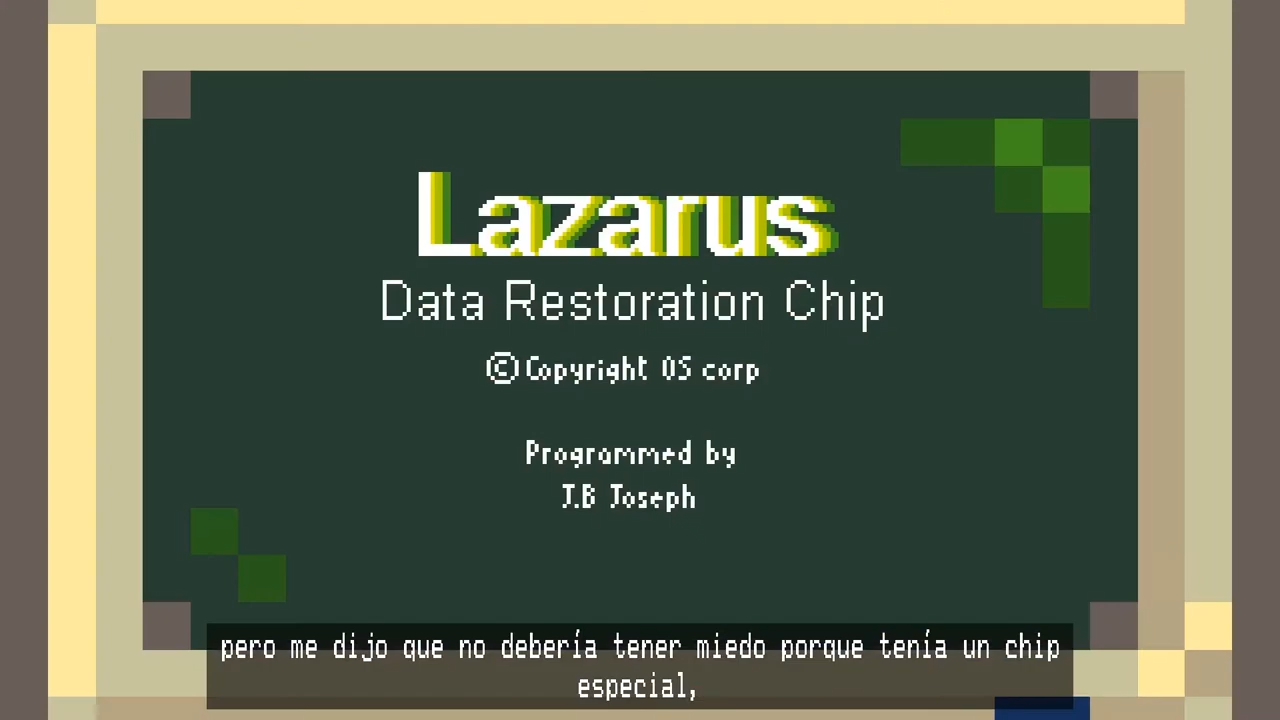 Lazarus
Data Restoration Chip
©Copyright OS corp
Programmed by
J.B Joseph
pero me dijo que no debería tener miedo porque tenía un chip
especial,